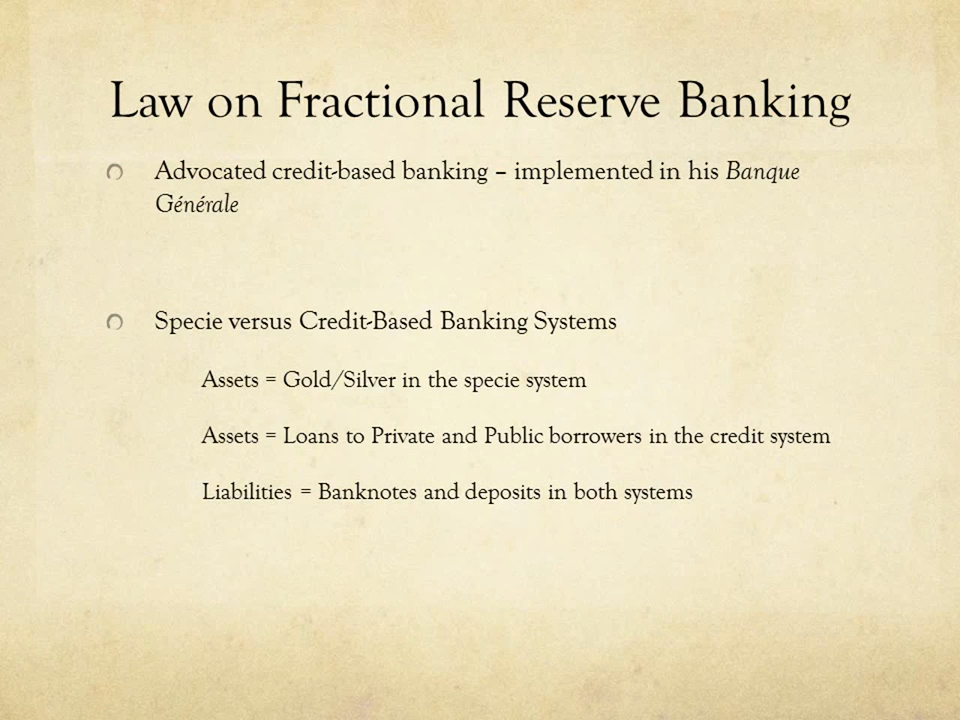 Law on Fractional Reserve Banking
Advocated credit-based banking – implemented in his Banque
Générale
Specie versus Credit-Based Banking Systems
Assets = Gold/Silver in the specie system
Assets = Loans to Private and Public borrowers in the credit system
Liabilities = Banknotes and deposits in both systems